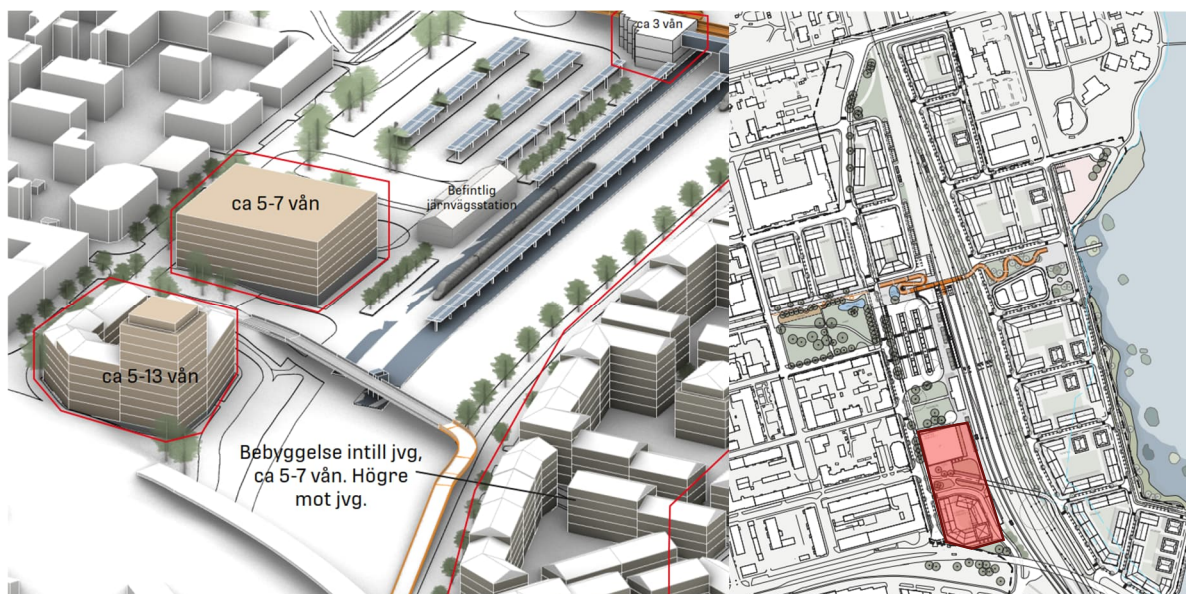 ca 3 vån
ca 5-7 vån
Befintlig
järnvägsstation
ca 5-13 vån
Bebyggelse intill jvg,
ca 5-7 vån. Högre
mot jvg.